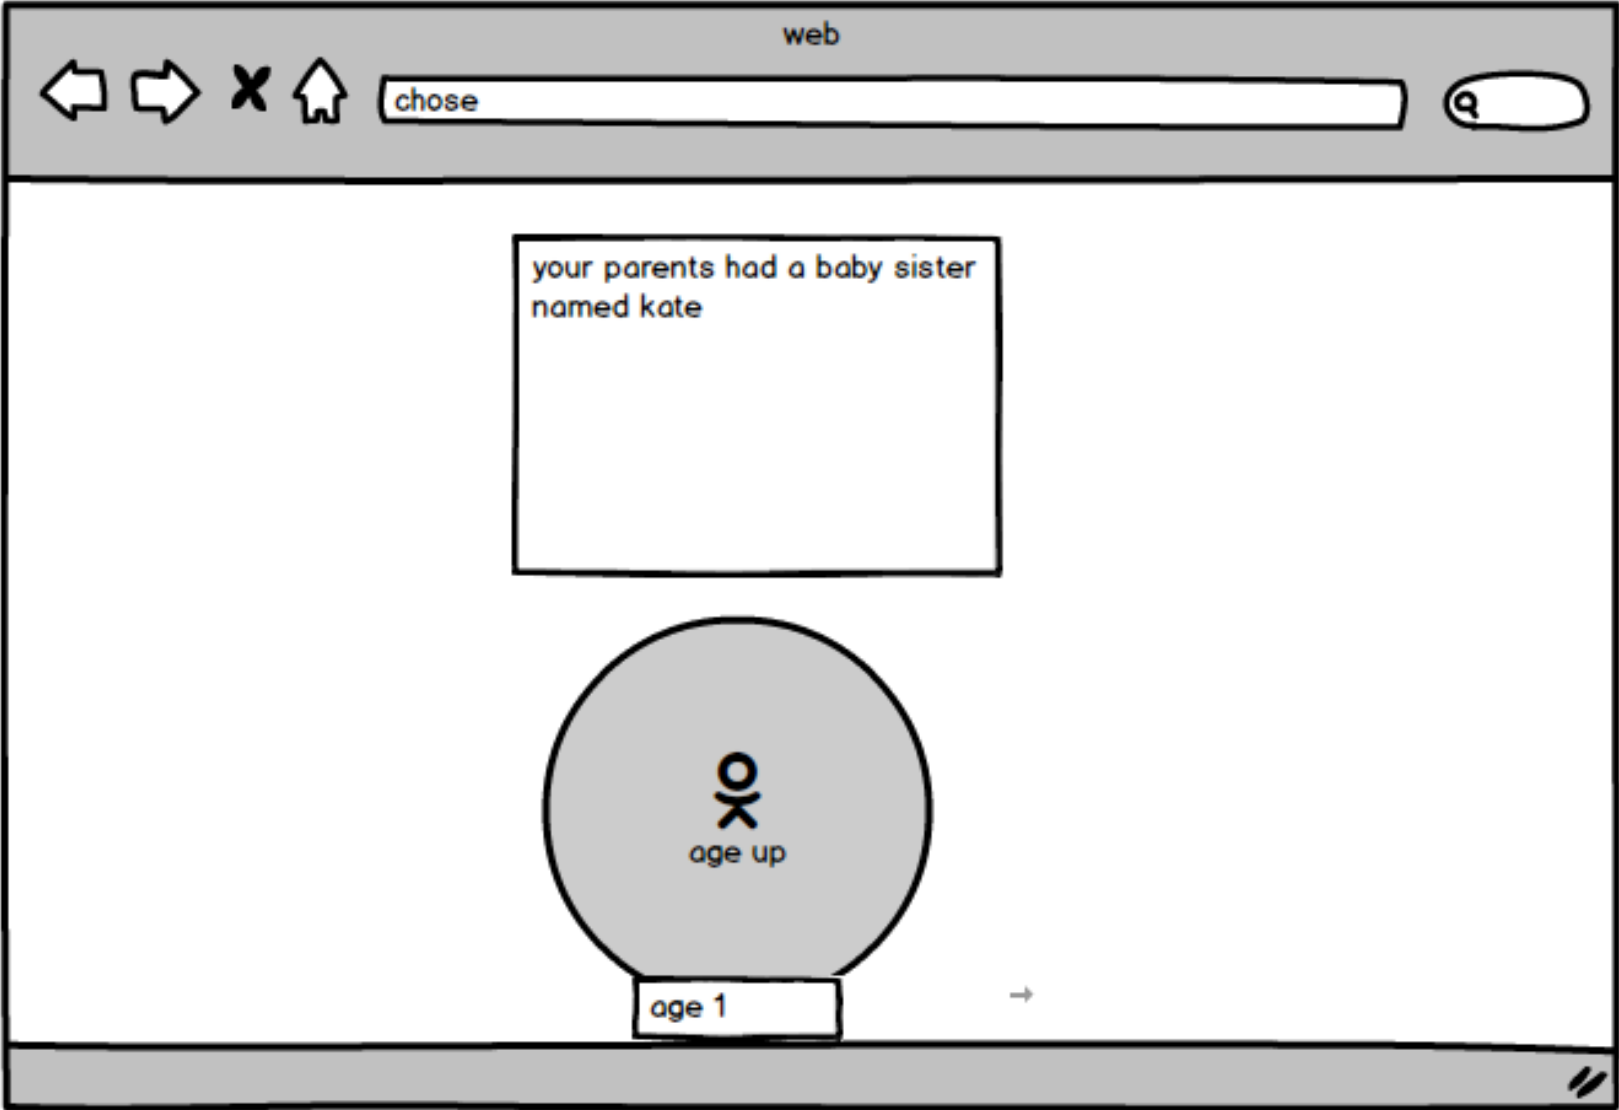 web
chose
your parents had a baby sister
named kate
age up
age 1